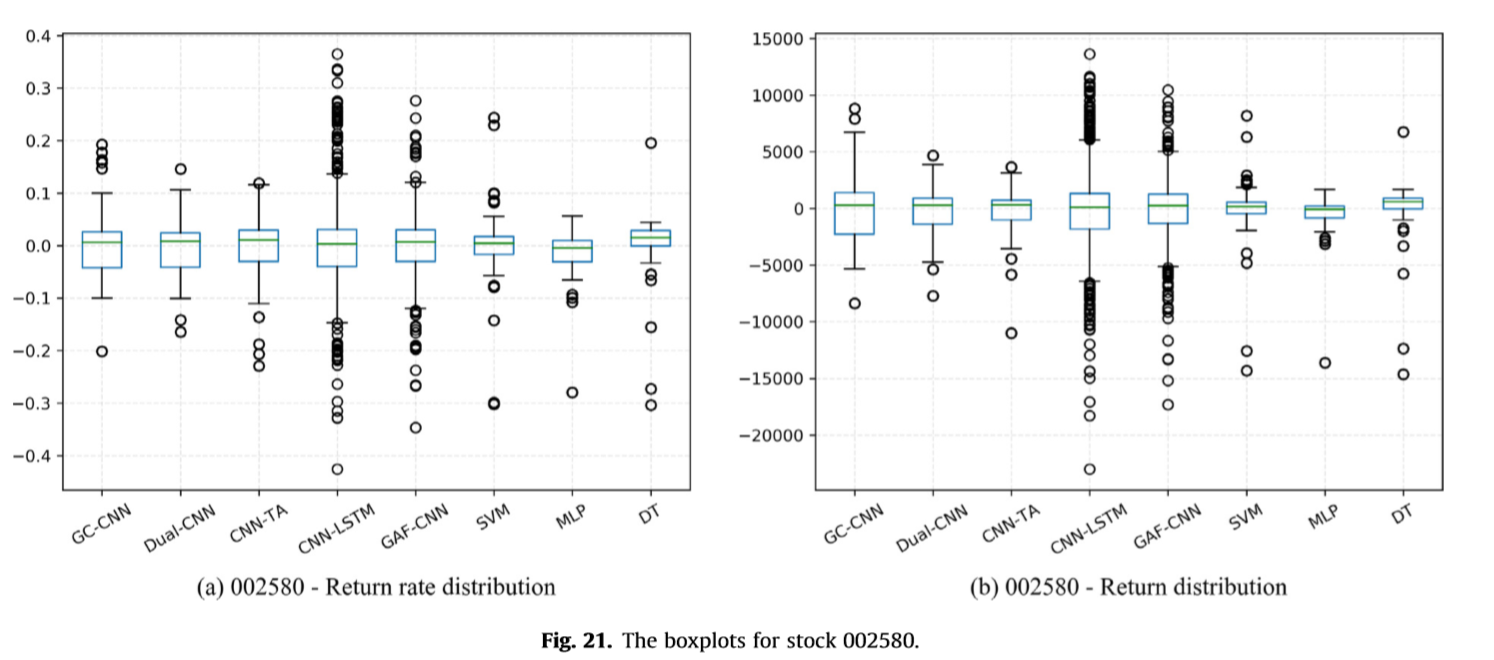 0.4
0.3
0.2
0.1
0.0
−0.1
−0.2
−0.3
−0.4
GC-CNN
Dual-CNN
CNN-TA
CNN-LSTM
GAF-CNN
SVM
MLP
DT
(a) 002580 - Return rate distribution
15000
10000
5000
0
−5000
−10000
−15000
−20000
GC-CNN
Dual-CNN
CNN-TA
CNN-LSTM
GAF-CNN
SVM
MLP
DT
(b) 002580 - Return distribution
Fig. 21. The boxplots for stock 002580.